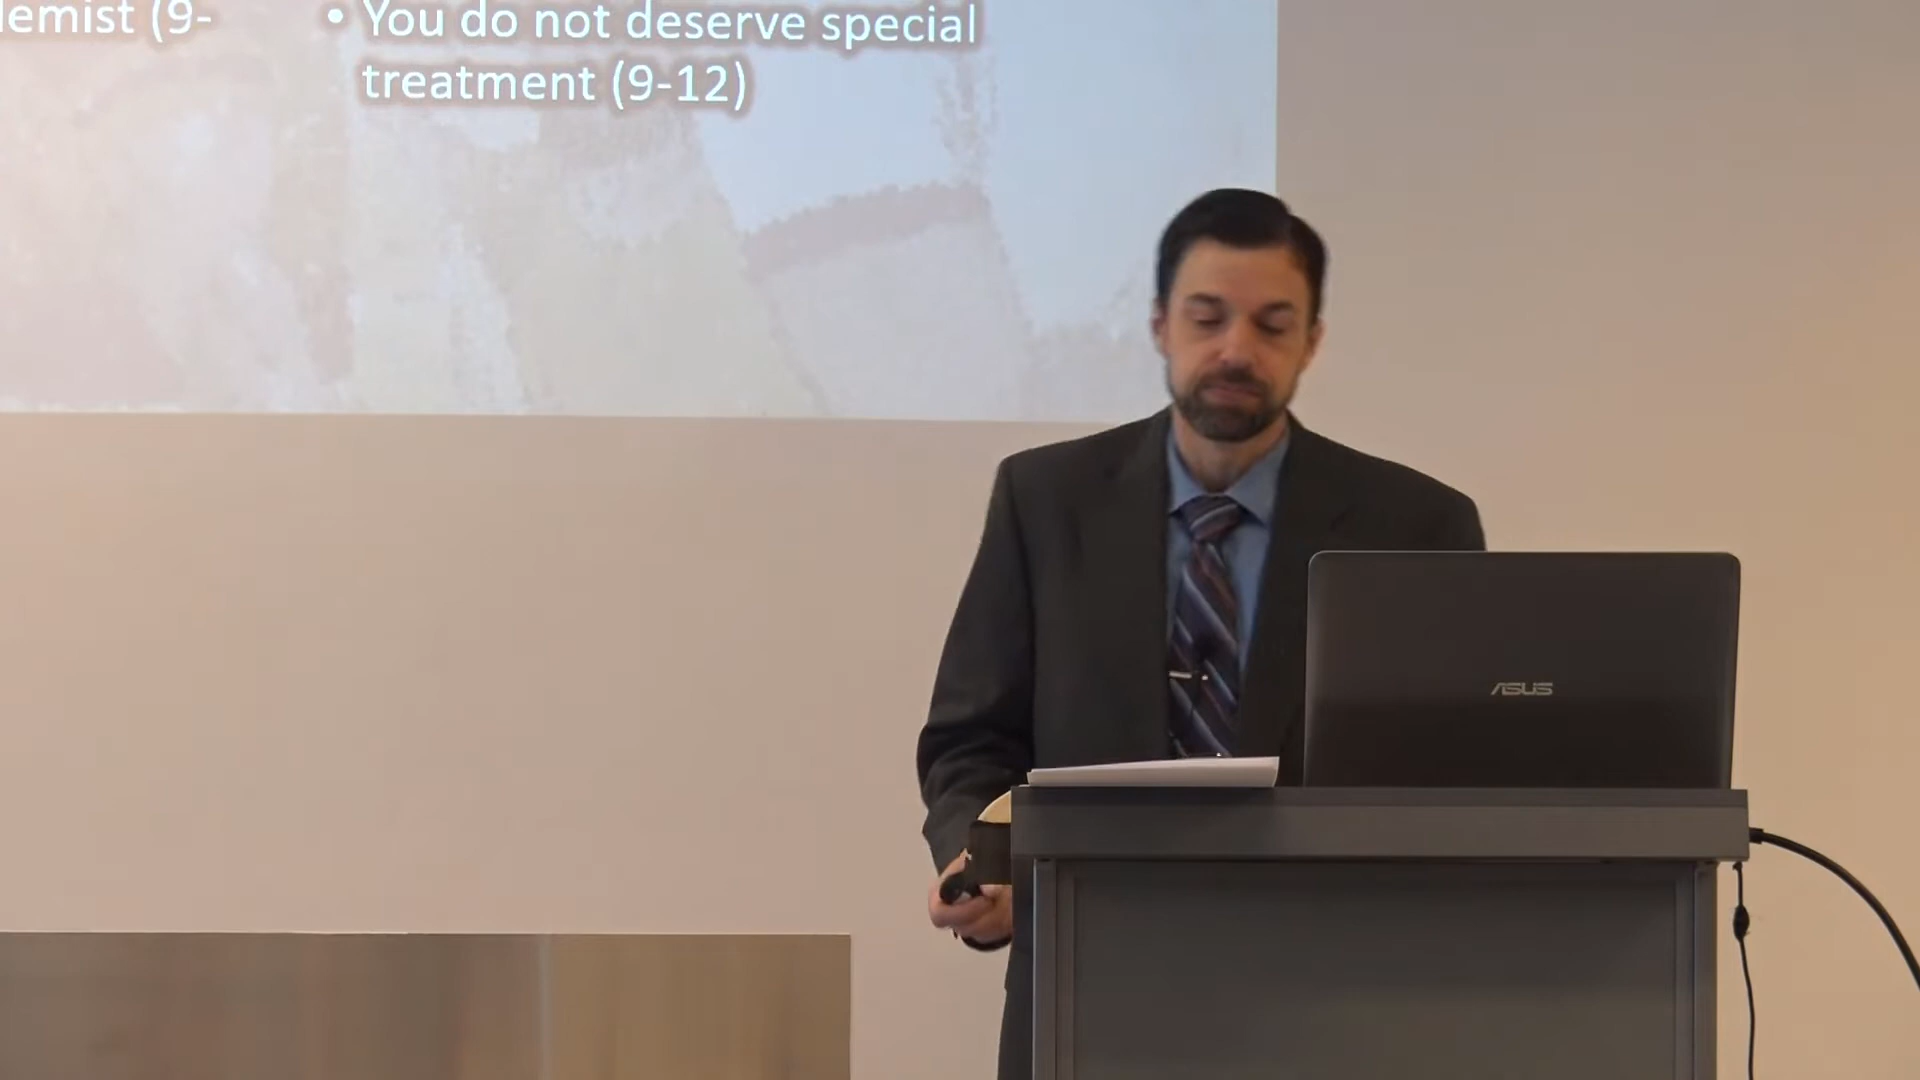 lemist (9-
• You do not deserve special
treatment (9-12)
ASUS